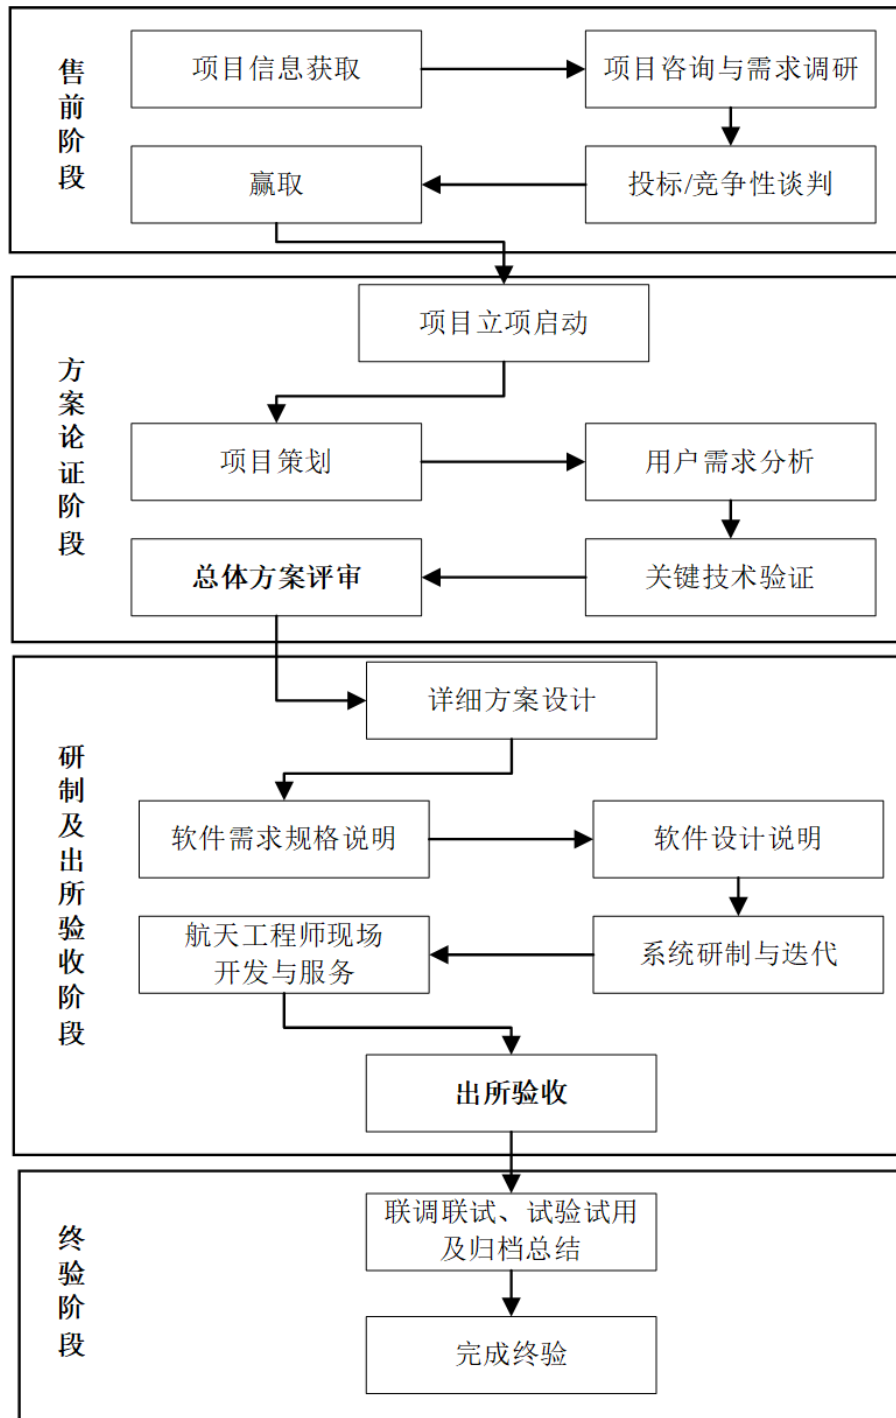 售前阶段
项目信息获取
项目咨询与需求调研
投标/竞争性谈判
赢取
方案论证阶段
项目立项启动
项目策划
用户需求分析
关键技术验证
总体方案评审
研制及出所验收阶段
详细方案设计
软件需求规格说明
软件设计说明
系统研制与迭代
航天工程师现场
开发与服务
出所验收
终验阶段
联调联试、试验试用
及归档总结
完成终验